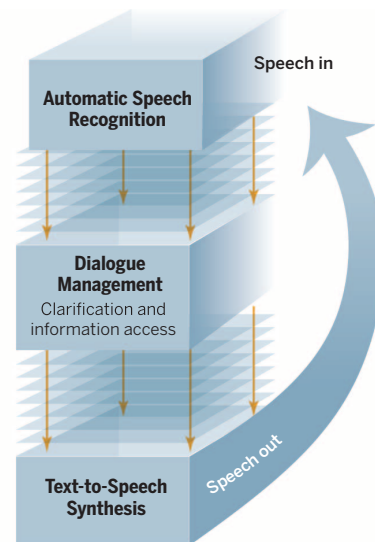 Speech in
Automatic Speech
Recognition
Dialogue
Management
Clarification and
information access
Speech out
Text-to-Speech
Synthesis